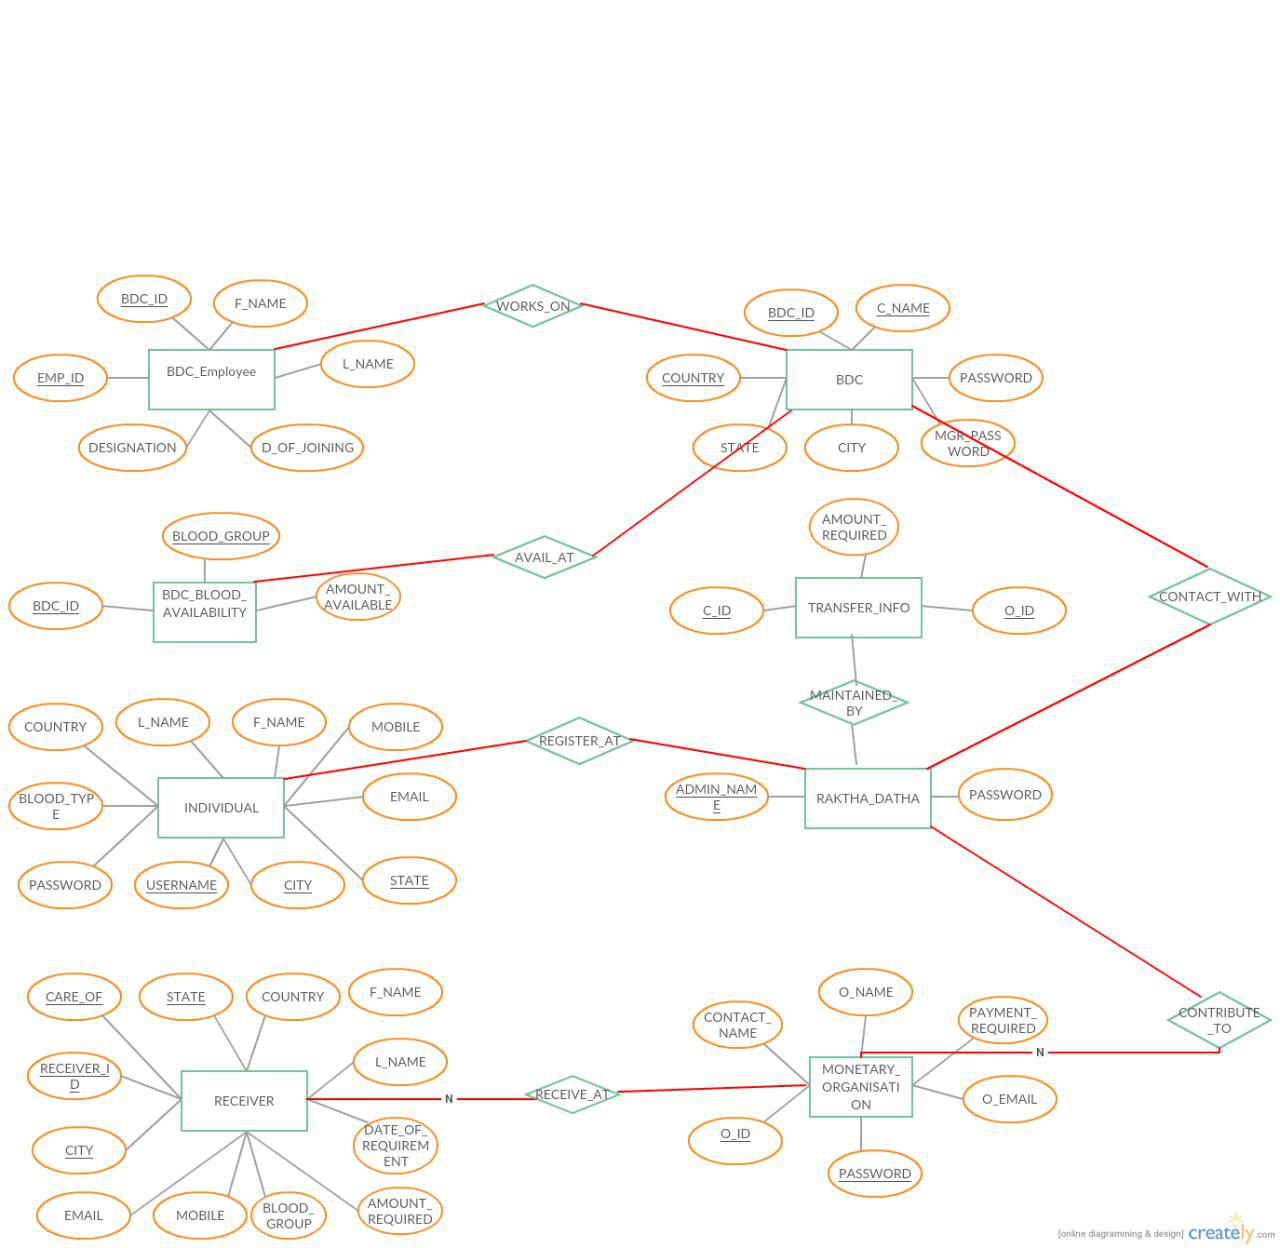 BDC_ID
F_NAME
WORKS_ON
BDC_ID
C_NAME
EMP_ID
BDC_Employee
L_NAME
COUNTRY
BDC
PASSWORD
DESIGNATION
D_OF_JOINING
STATE
CITY
MGR_PASS
WORD
BLOOD_GROUP
AVAIL_AT
AMOUNT_
REQUIRED
BDC_ID
BDC_BLOOD_
AVAILABILITY
AMOUNT_
AVAILABLE
C_ID
TRANSFER_INFO
O_ID
CONTACT_WITH
MAINTAINED_
BY
COUNTRY
L_NAME
F_NAME
MOBILE
REGISTER_AT
BLOOD_TYP
E
INDIVIDUAL
EMAIL
ADMIN_NAM
E
RAKTHA_DATHA
PASSWORD
PASSWORD
USERNAME
CITY
STATE
CARE_OF
STATE
COUNTRY
F_NAME
O_NAME
CONTACT_
NAME
PAYMENT_
REQUIRED
CONTRIBUTE
_TO
N
RECEIVER_I
D
L_NAME
RECEIVER
N
RECEIVE_AT
MONETARY_
ORGANISATI
ON
O_EMAIL
CITY
DATE_OF_
REQUIREM
ENT
O_ID
PASSWORD
EMAIL
MOBILE
BLOOD_
GROUP
AMOUNT_
REQUIRED
[online diagramming & design] creately.com